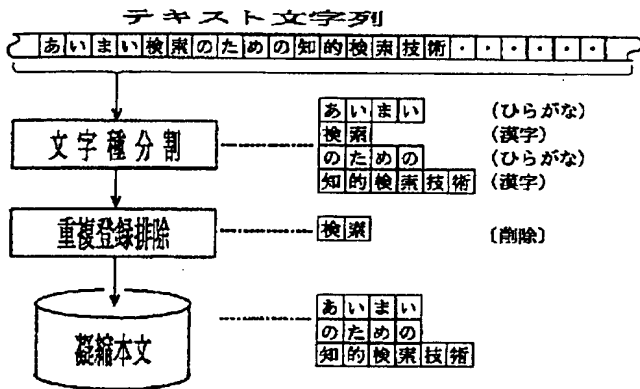 テキスト文字列
あいまい検索のための知的検索技術・・・・・・
文字種分割
あいまい (ひらがな)
検索 (漢字)
のための (ひらがな)
知的検索技術 (漢字)
重複登録排除
検索 〔削除〕
凝縮本文
あいまい
のための
知的検索技術